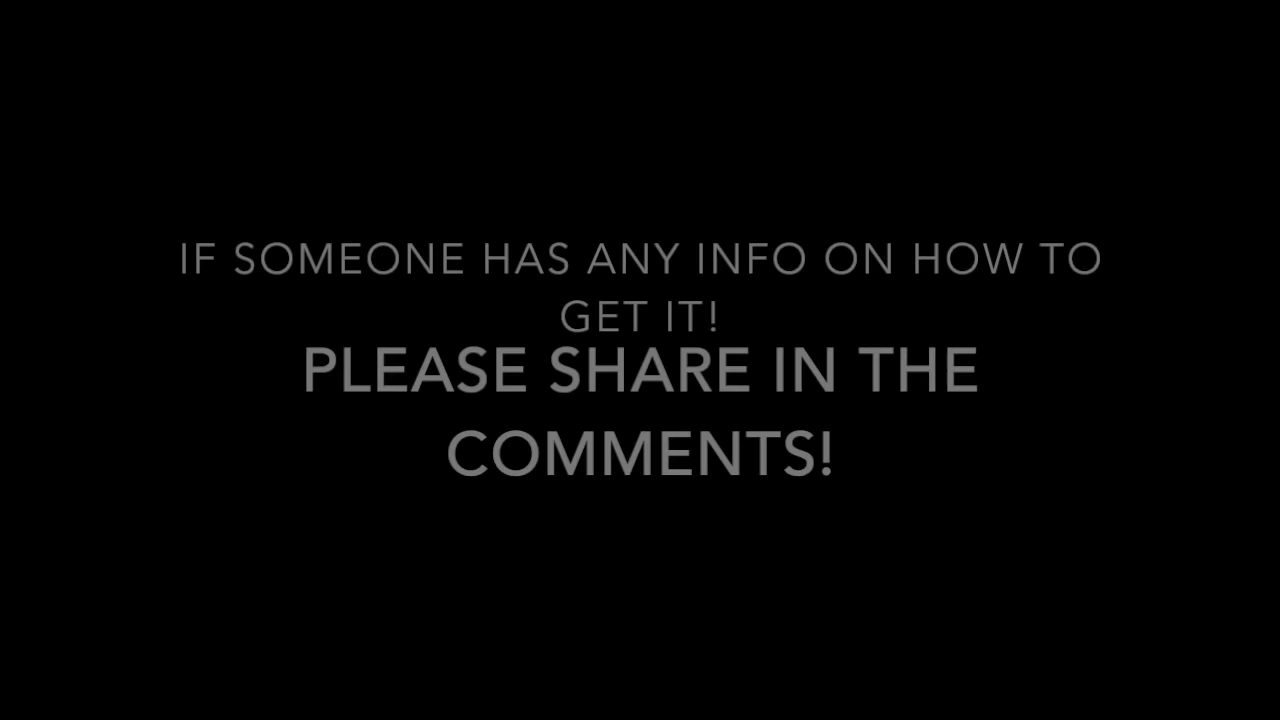 IF SOMEONE HAS ANY INFO ON HOW TO
GET IT!
PLEASE SHARE IN THE
COMMENTS!